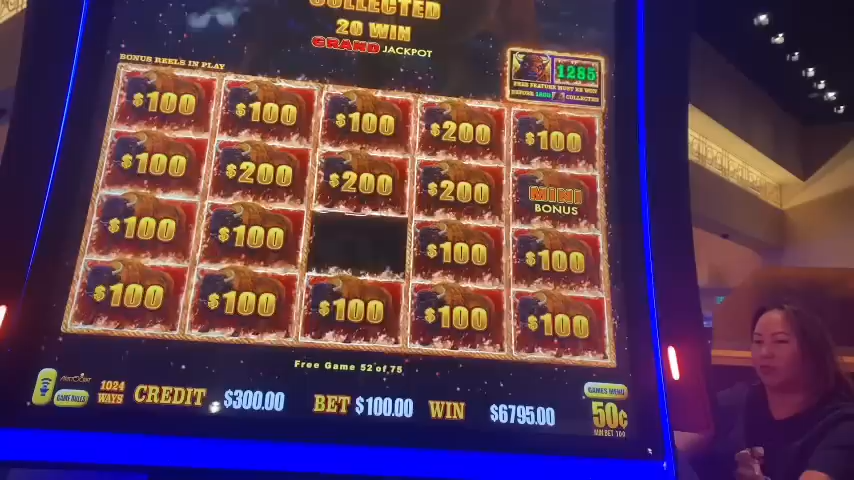 COLLECTED
20 WIN
GRAND JACKPOT
BONUS REELS IN PLAY
1285
FREE FEATURE MUST BE WON
BEFORE 1800 COLLECTED
$100 $100 $100 $200 $100
$100 $200 $200 $200 MINI BONUS
$100 $100 $100 $100
$100 $100 $100 $100 $100
Free Game 52 of 75
GAME RULES
1024 WAYS
CREDIT $300.00 BET $100.00 WIN $6795.00
GAMES MENU
50¢
MIN BET 100